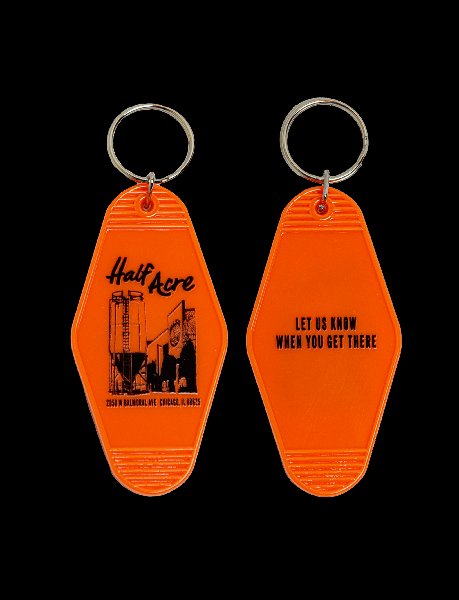 Half Acre
2050 W BALMORAL AVE CHICAGO, IL 60625
LET US KNOW
WHEN YOU GET THERE